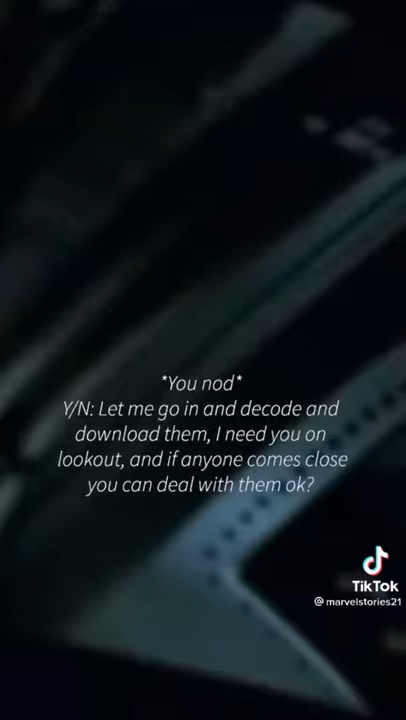 *You nod*
Y/N: Let me go in and decode and
download them, I need you on
lookout, and if anyone comes close
you can deal with them ok?
TikTok
@marvelstories21